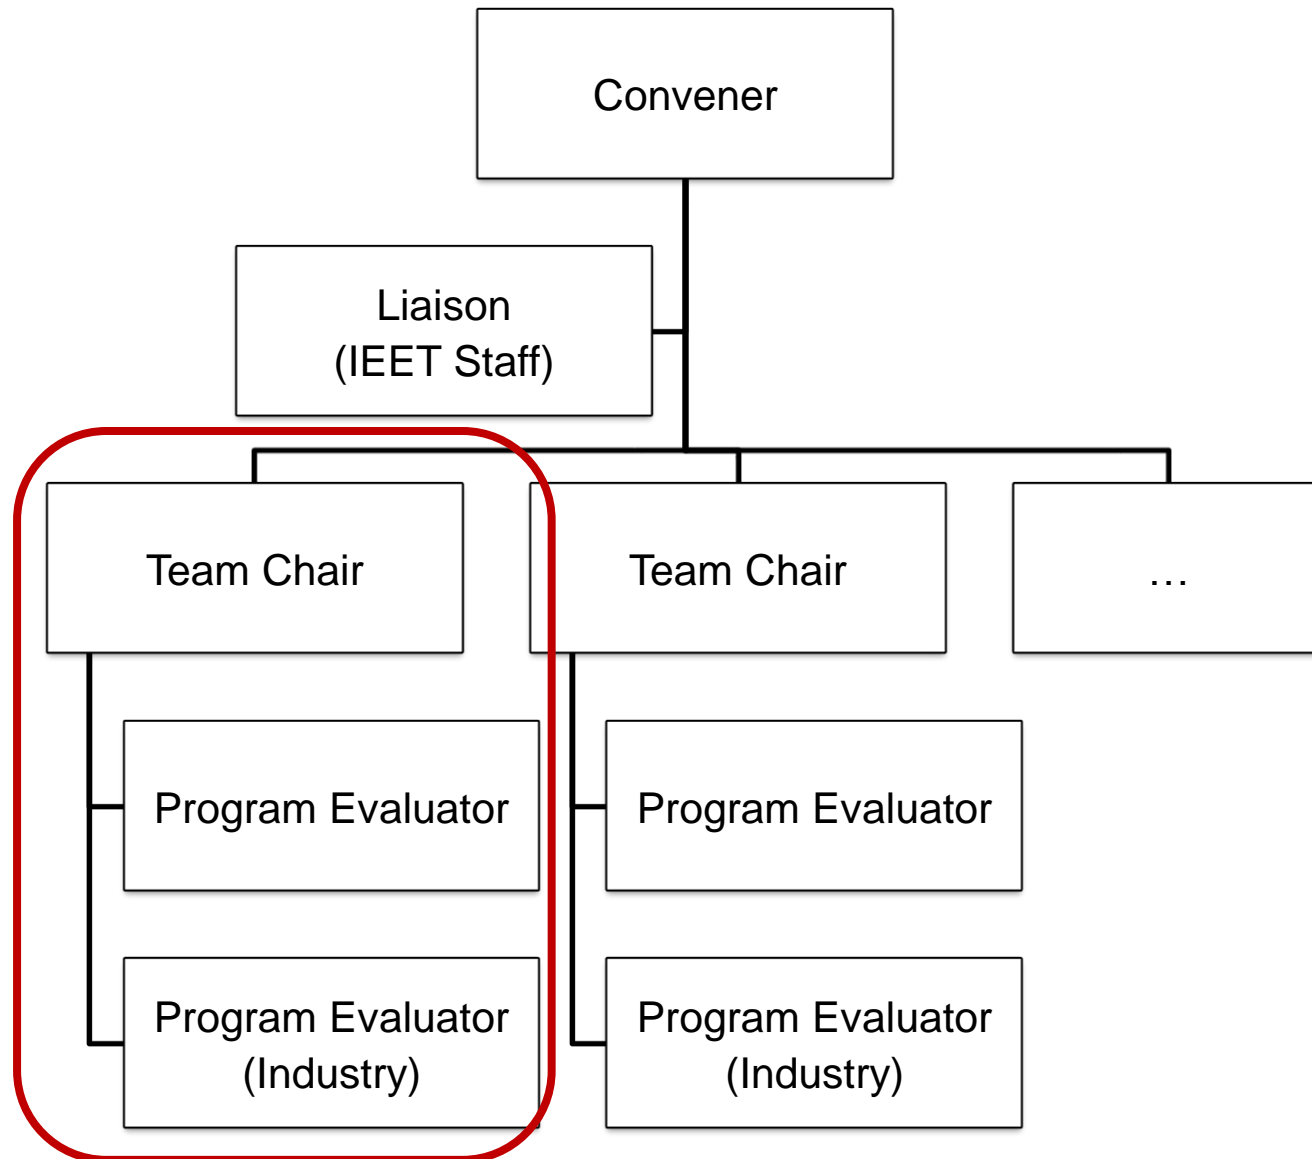 Convener
Liaison
(IEET Staff)
Team Chair
Team Chair
…
Program Evaluator
Program Evaluator
Program Evaluator
(Industry)
Program Evaluator
(Industry)